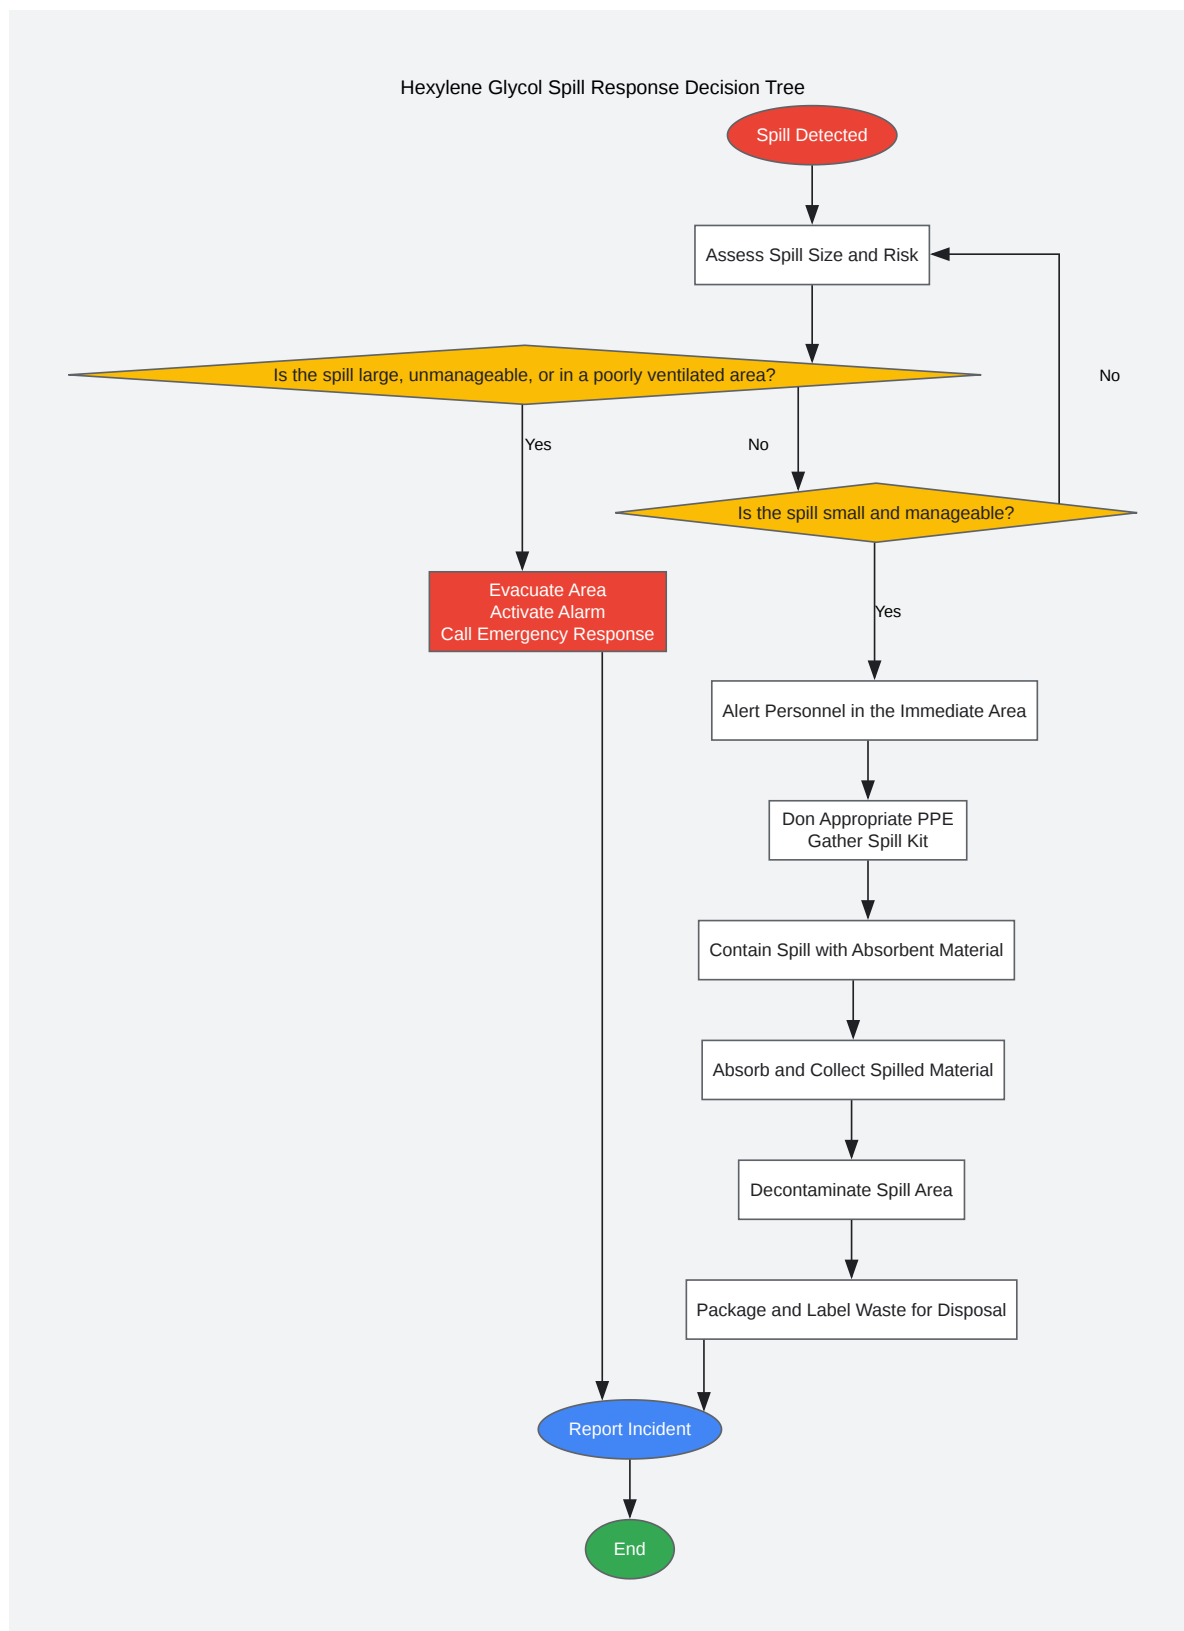 Hexylene Glycol Spill Response Decision Tree
Spill Detected
Assess Spill Size and Risk
Is the spill large, unmanageable, or in a poorly ventilated area?
No
Yes
No
Is the spill small and manageable?
Evacuate Area
Activate Alarm
Call Emergency Response
Yes
Alert Personnel in the Immediate Area
Don Appropriate PPE
Gather Spill Kit
Contain Spill with Absorbent Material
Absorb and Collect Spilled Material
Decontaminate Spill Area
Package and Label Waste for Disposal
Report Incident
End